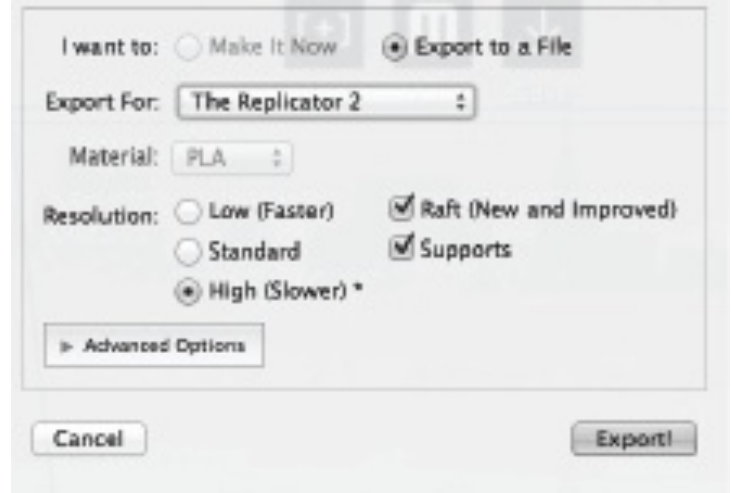 I want to: Make It Now Export to a File
Export For: The Replicator 2
Material: PLA
Resolution: Low (Faster) Raft (New and Improved)
Standard Supports
High (Slower) *
Advanced Options
Cancel Export!